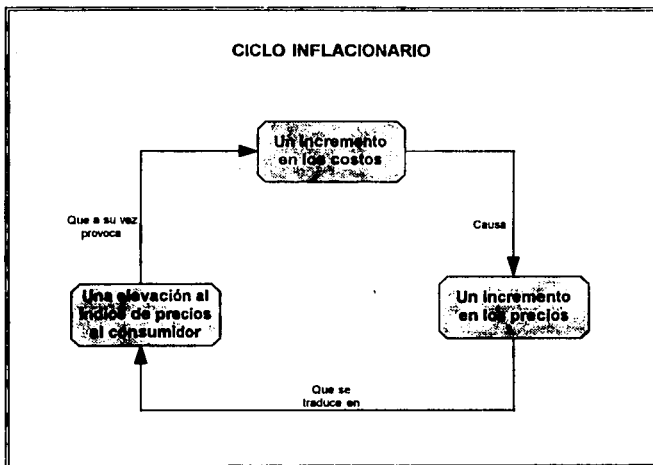 CICLO INFLACIONARIO
Un incremento
en los costos
Causa
Un incremento
en los precios
Que se
traduce en
Una elevación al
indice de precios
al consumidor
Que a su vez
provoca